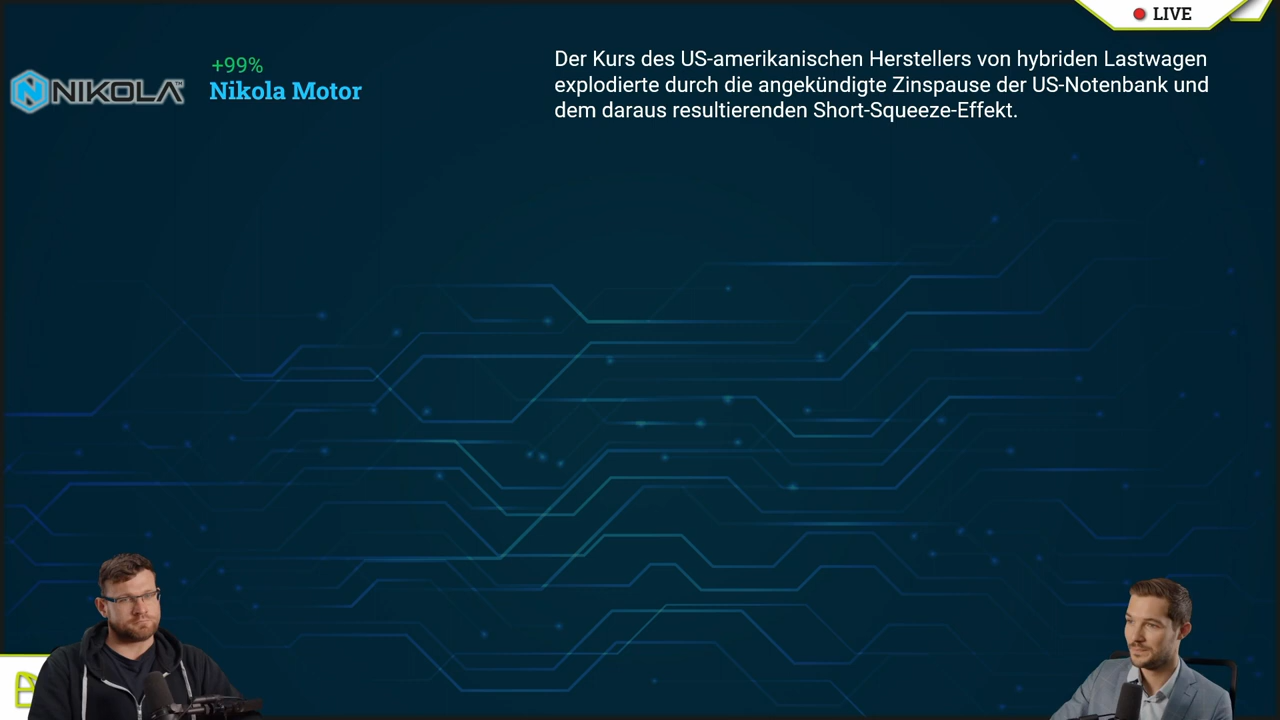 LIVE
+99%
NIKOLA™
Nikola Motor
Der Kurs des US-amerikanischen Herstellers von hybriden Lastwagen
explodierte durch die angekündigte Zinspause der US-Notenbank und
dem daraus resultierenden Short-Squeeze-Effekt.